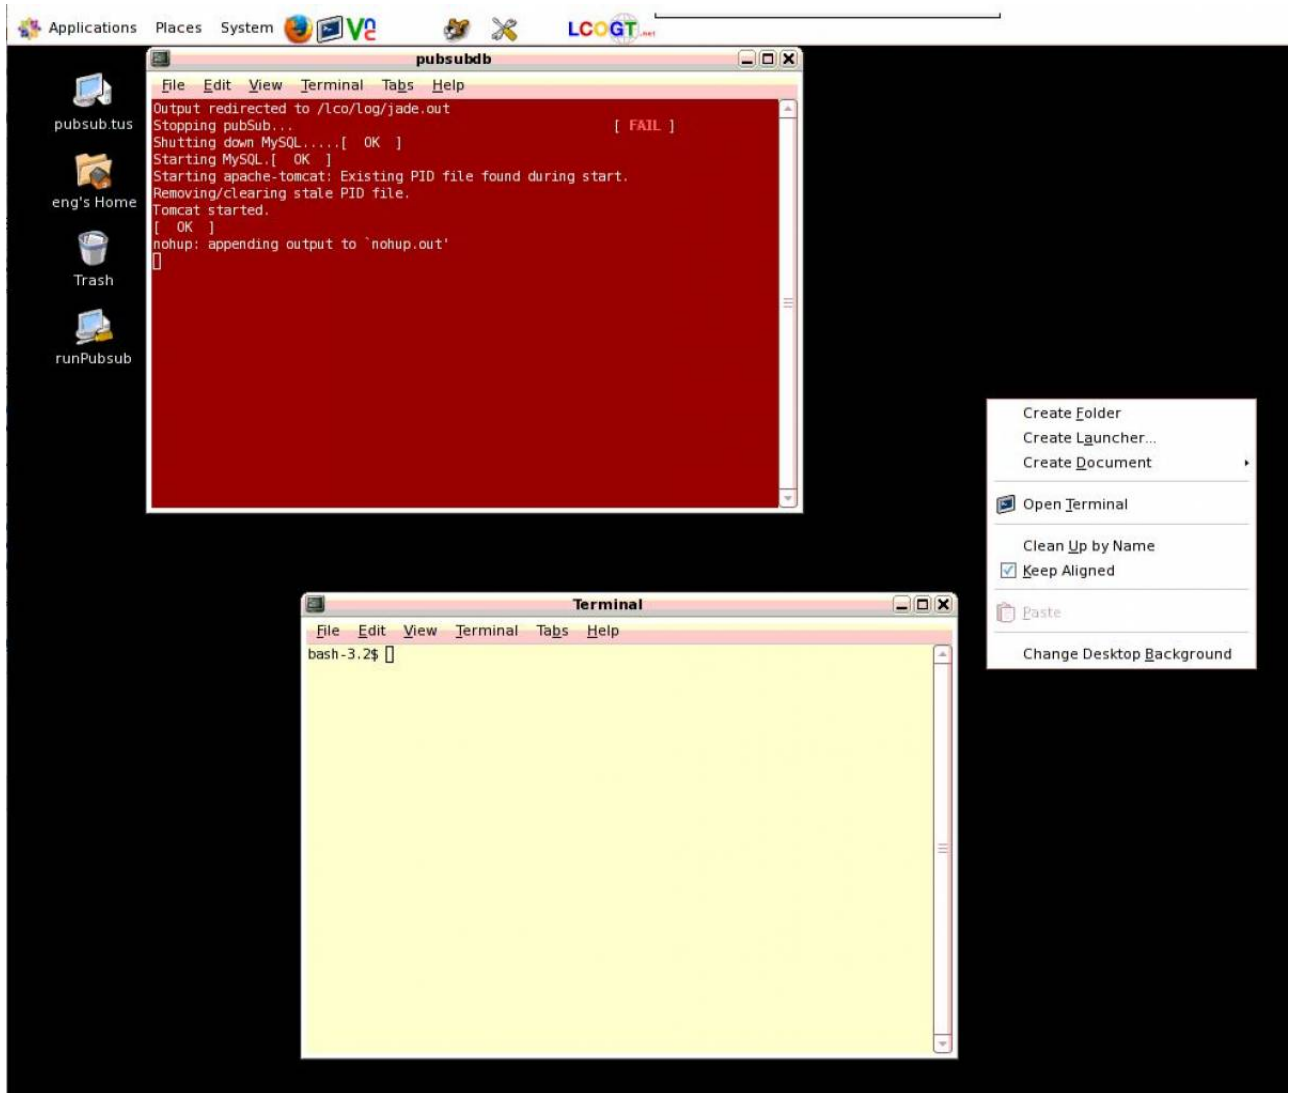 Applications Places System LCOGT.net
pubsub.tus
eng's Home
Trash
runPubsub
pubsubdb
File Edit View Terminal Tabs Help
Output redirected to /lco/log/jade.out
Stopping pubSub... [ FAIL ]
Shutting down MySQL.....[ OK ]
Starting MySQL.[ OK ]
Starting apache-tomcat: Existing PID file found during start.
Removing/clearing stale PID file.
Tomcat started.
[ OK ]
nohup: appending output to `nohup.out'
Create Folder
Create Launcher...
Create Document
Open Terminal
Clean Up by Name
Keep Aligned
Paste
Change Desktop Background
Terminal
File Edit View Terminal Tabs Help
bash-3.2$